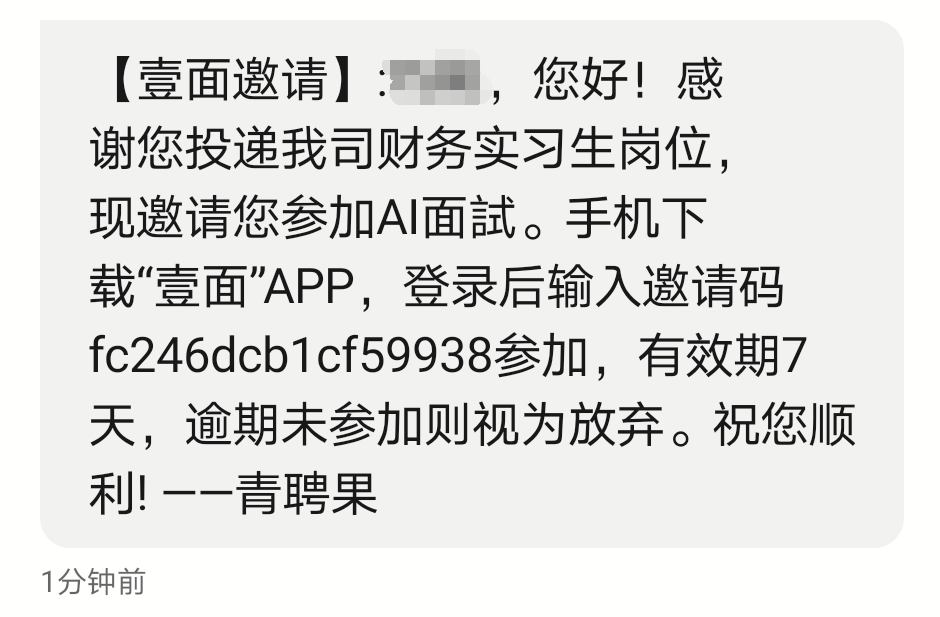 【壹面邀请】:，您好！感
谢您投递我司财务实习生岗位，
现邀请您参加AI面試。手机下
载“壹面”APP，登录后输入邀请码
fc246dcb1cf59938参加，有效期7
天，逾期未参加则视为放弃。祝您顺
利! ——青聘果
1分钟前